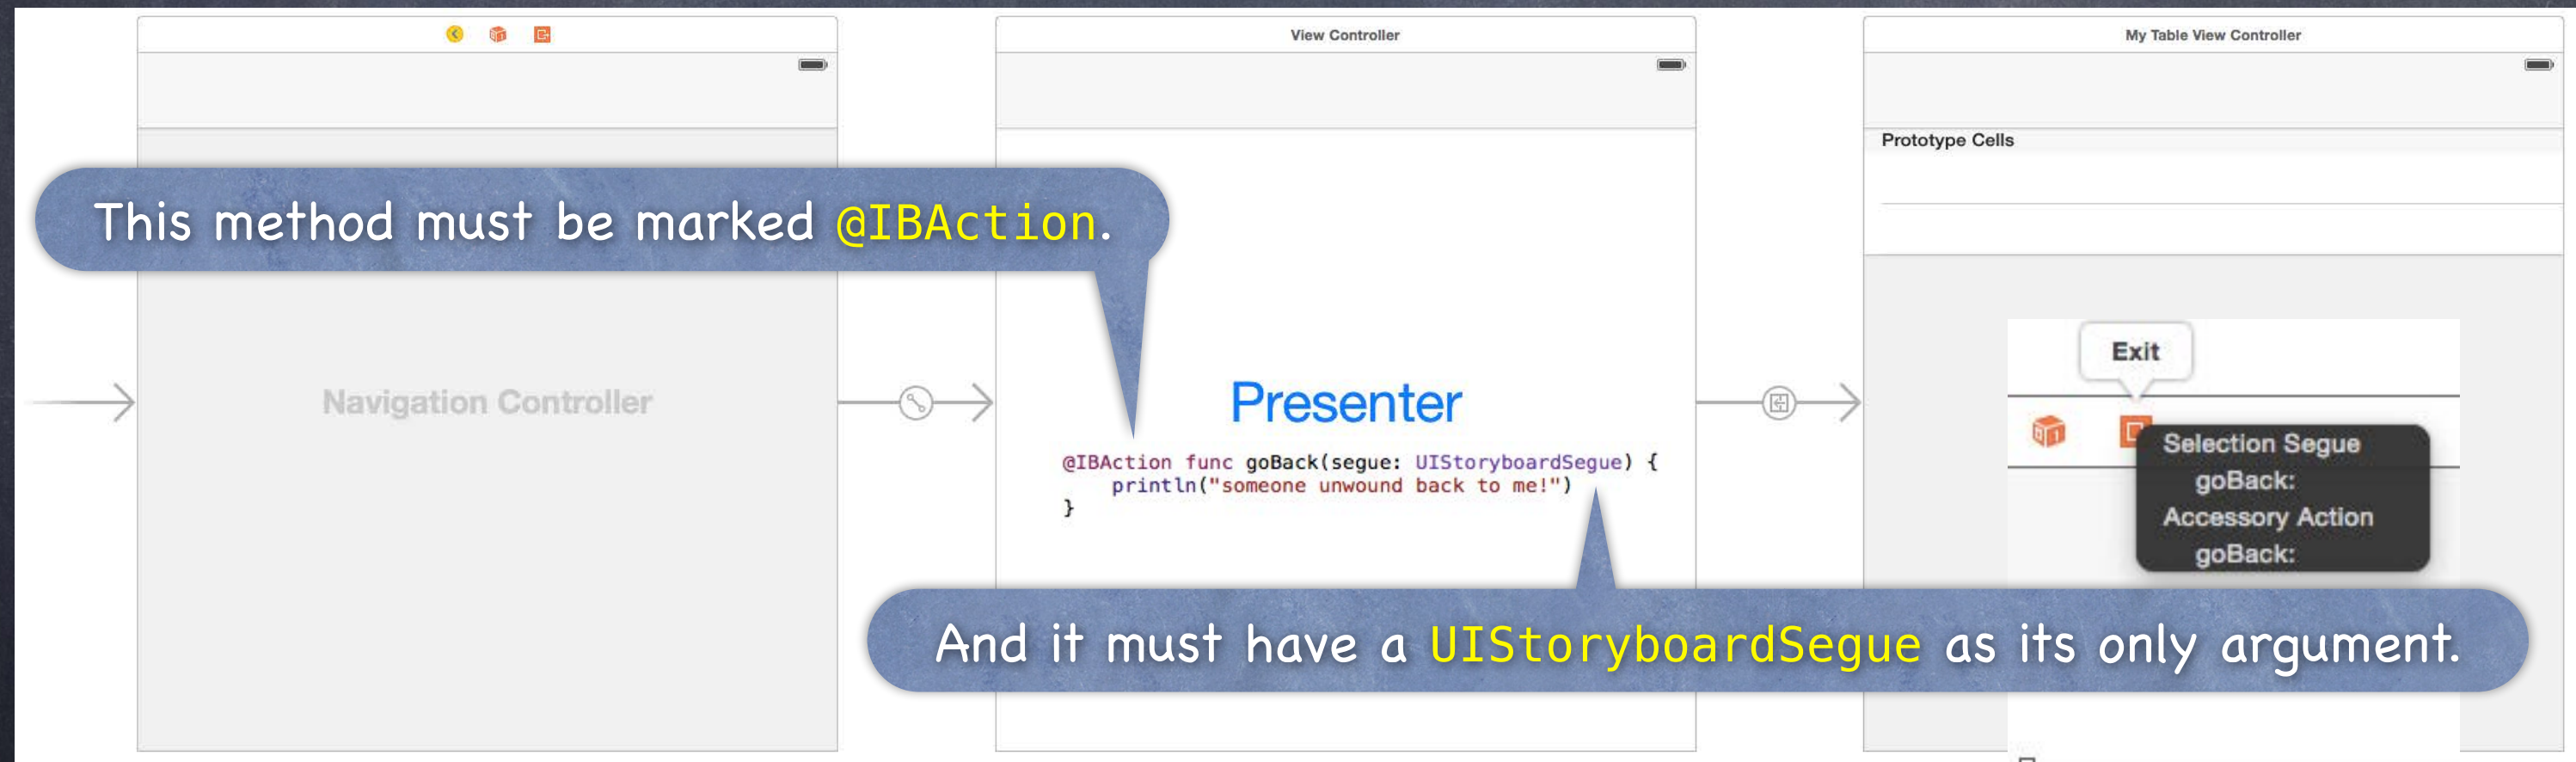 View Controller
My Table View Controller
Prototype Cells
This method must be marked @IBAction.
Navigation Controller
Presenter
@IBAction func goBack(segue: UIStoryboardSegue) {
println("someone unwound back to me!")
}
Exit
Selection Segue
goBack:
Accessory Action
goBack:
And it must have a UIStoryboardSegue as its only argument.